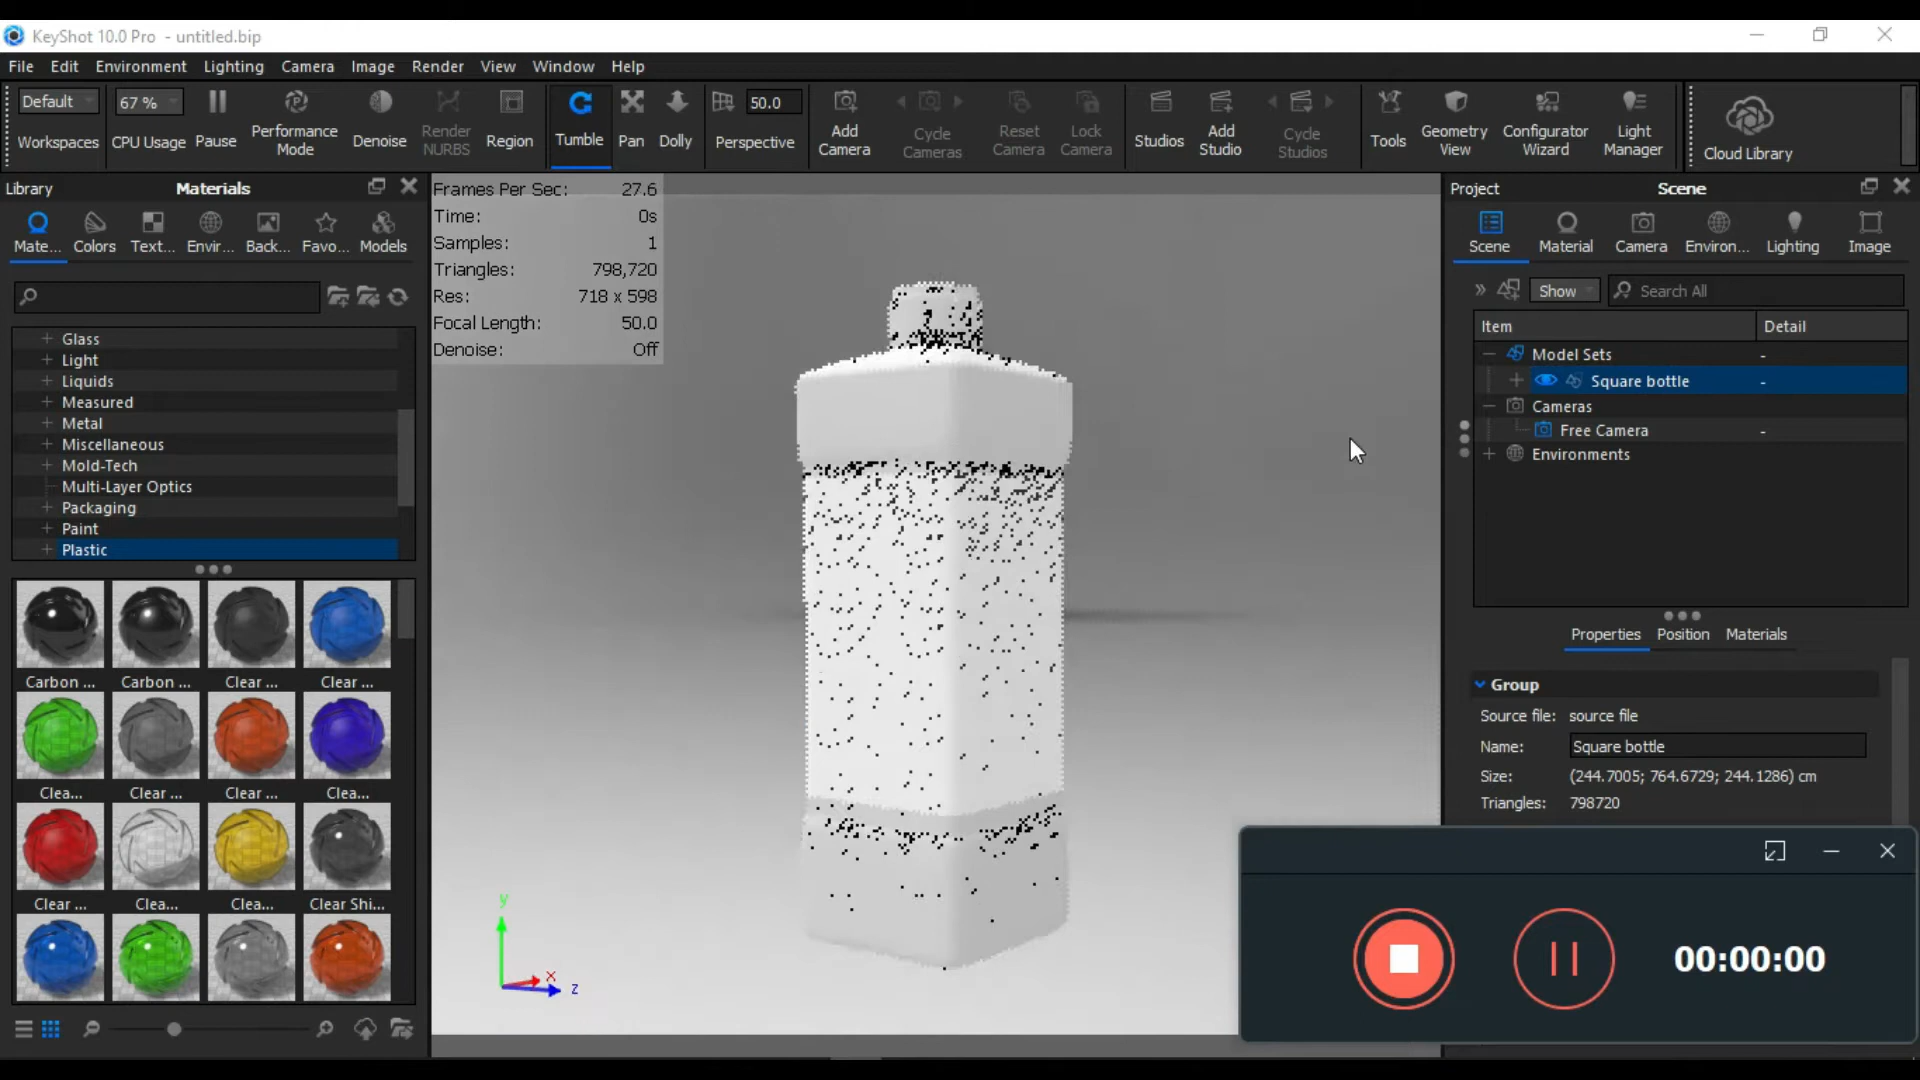 KeyShot 10.0 Pro - untitled.bip
File Edit Environment Lighting Camera Image Render View Window Help
Default
Workspaces
67 %
CPU Usage
Pause
Performance Mode
Denoise
Render NURBS
Region
Tumble
Pan
Dolly
50.0
Perspective
Add Camera
Cycle Cameras
Reset Camera
Lock Camera
Studios
Add Studio
Cycle Studios
Tools
Geometry View
Configurator Wizard
Light Manager
Cloud Library
Library Materials
Mate... Colors Text... Envir... Back... Favo... Models
Glass
Light
Liquids
Measured
Metal
Miscellaneous
Mold-Tech
Multi-Layer Optics
Packaging
Paint
Plastic
Carbon ... Carbon ... Clear ... Clear ...
Clea... Clear ... Clear ... Clea...
Clear ... Clea... Clea... Clear Shi...
Frames Per Sec: 27.6
Time: 0s
Samples: 1
Triangles: 798,720
Res: 718 x 598
Focal Length: 50.0
Denoise: Off
y
x
z
Project Scene
Scene Material Camera Environ... Lighting Image
Show Search All
Item Detail
Model Sets -
Square bottle -
Cameras
Free Camera -
Environments
Properties Position Materials
Group
Source file: source file
Name: Square bottle
Size: (244.7005; 764.6729; 244.1286) cm
Triangles: 798720
00:00:00